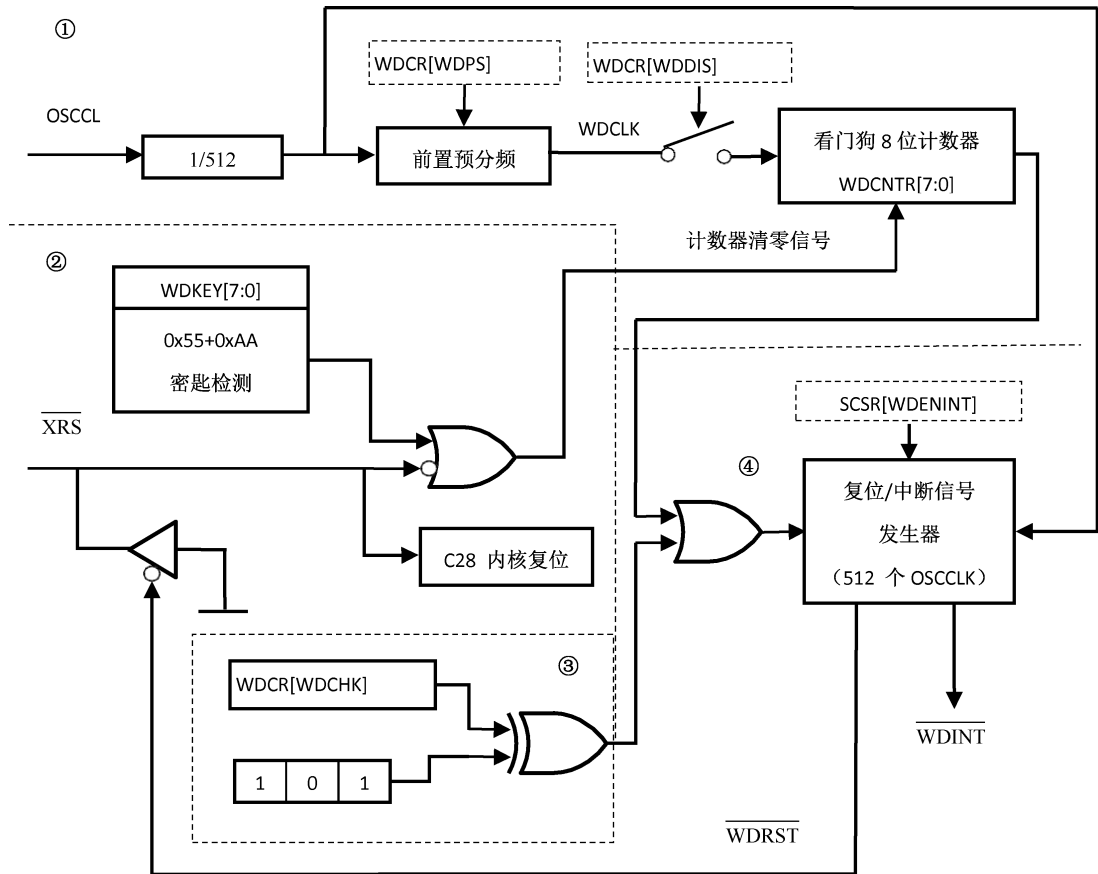 ①
WDCR[WDPS]
WDCR[WDDIS]
OSCCL
1/512
前置预分频
WDCLK
看门狗 8 位计数器
WDCNTR[7:0]
计数器清零信号
②
WDKEY[7:0]
0x55+0xAA
密匙检测
XRS
SCSR[WDENINT]
④
复位/中断信号
发生器
（512 个 OSCCLK）
C28 内核复位
③
WDCR[WDCHK]
1 0 1
WDINT
WDRST